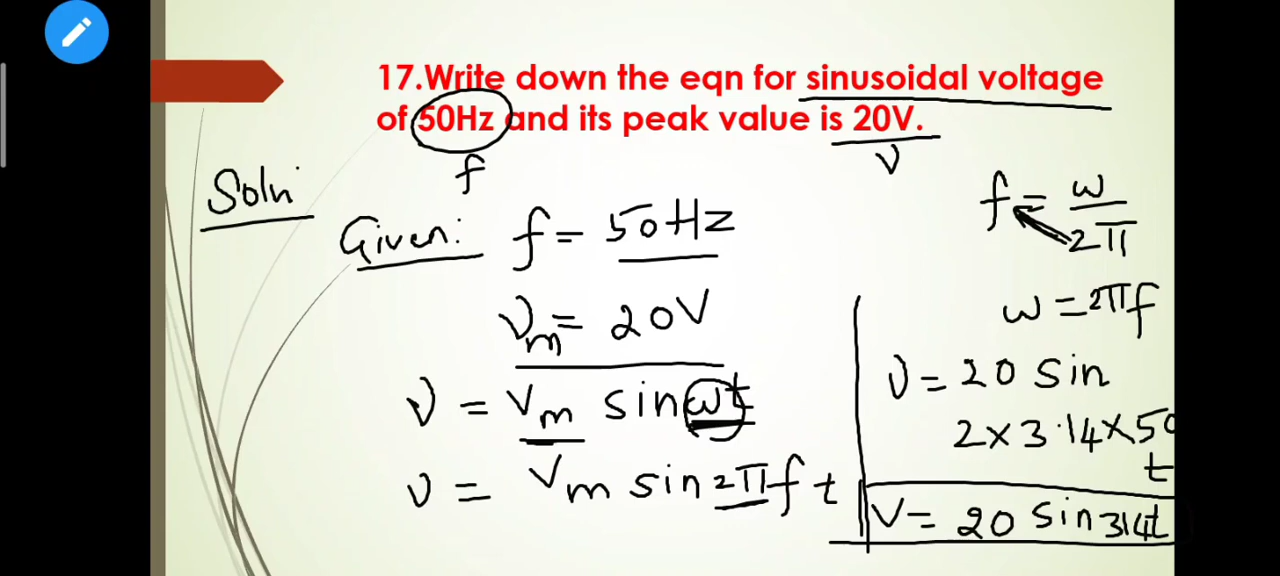 17.Write down the eqn for sinusoidal voltage
of 50Hz and its peak value is 20V.
f
v
Soln
Given: f = 50Hz
Vm = 20V
v = Vm sin ωt
v = Vm sin 2πf t
f = ω/2π
ω = 2πf
v = 20 sin
2×3.14×50
t
V = 20 sin 314t